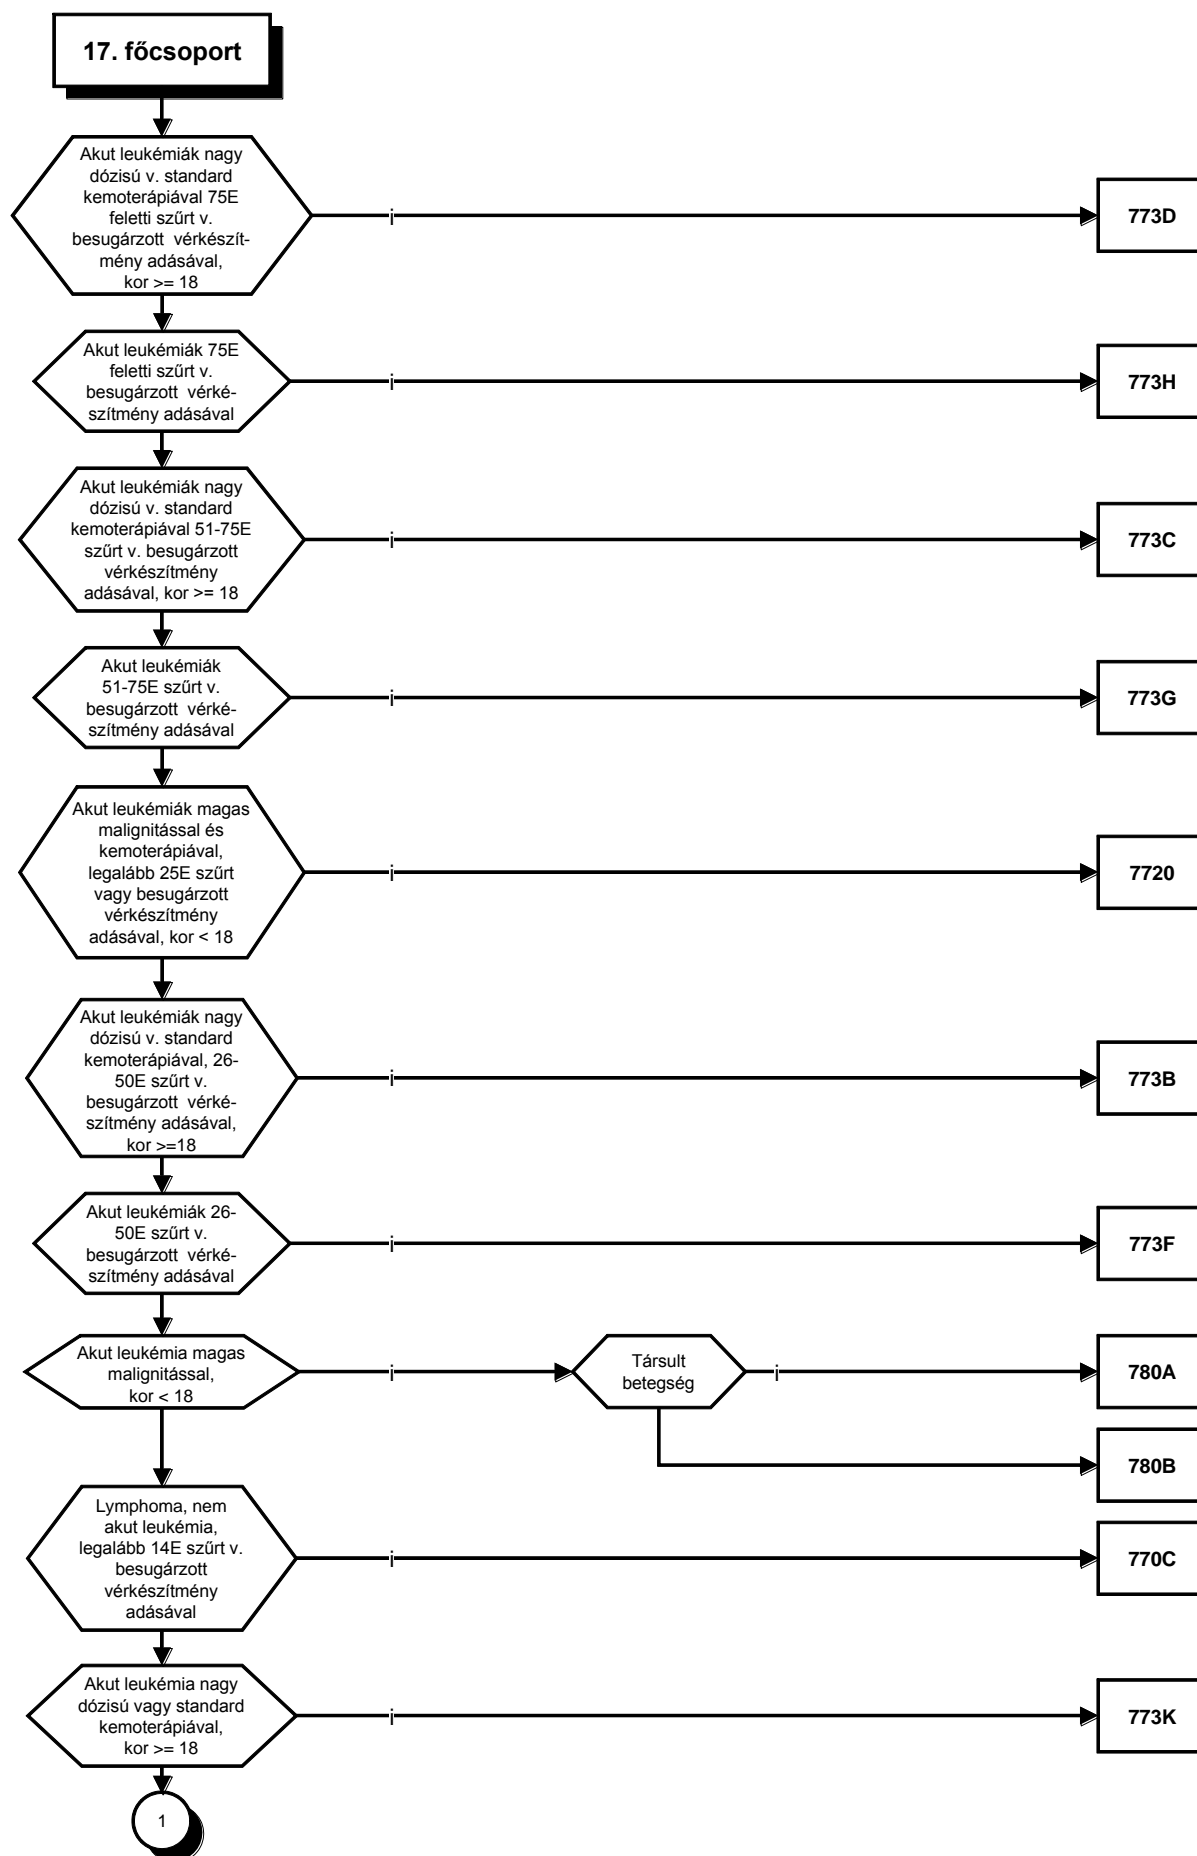 17. főcsoport
Akut leukémiák nagy
dózisú v. standard
kemoterápiával 75E
feletti szűrt v.
besugárzott vérkészít-
mény adásával,
kor >= 18
i
773D
Akut leukémiák 75E
feletti szűrt v.
besugárzott vérké-
szítmény adásával
i
773H
Akut leukémiák nagy
dózisú v. standard
kemoterápiával 51-75E
szűrt v. besugárzott
vérkészítmény
adásával, kor >= 18
i
773C
Akut leukémiák
51-75E szűrt v.
besugárzott vérké-
szítmény adásával
i
773G
Akut leukémiák magas
malignitással és
kemoterápiával,
legalább 25E szűrt
vagy besugárzott
vérkészítmény
adásával, kor < 18
i
7720
Akut leukémiák nagy
dózisú v. standard
kemoterápiával, 26-
50E szűrt v.
besugárzott vérké-
szítmény adásával,
kor >=18
i
773B
Akut leukémiák 26-
50E szűrt v.
besugárzott vérké-
szítmény adásával
i
773F
Akut leukémia magas
malignitással,
kor < 18
i
Társult
betegség
i
780A
780B
Lymphoma, nem
akut leukémia,
legalább 14E szűrt v.
besugárzott
vérkészítmény
adásával
i
770C
Akut leukémia nagy
dózisú vagy standard
kemoterápiával,
kor >= 18
i
773K
1